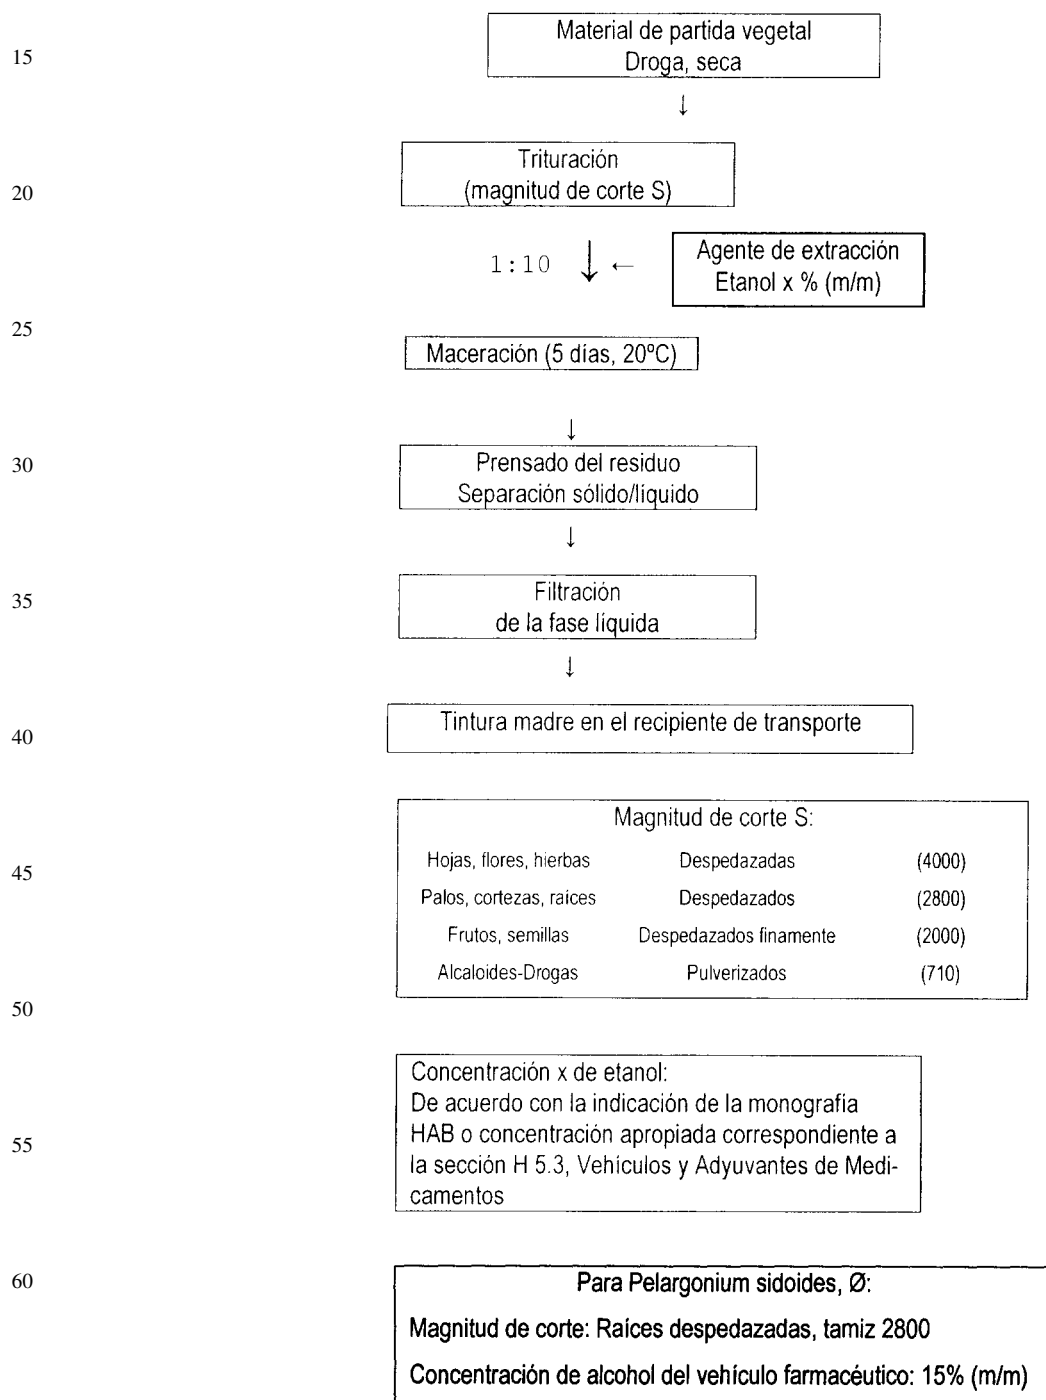 Material de partida vegetal
15 Droga, seca
↓
Trituración
20 (magnitud de corte S)
1:10 ↓ ← Agente de extracción
Etanol x % (m/m)
25
Maceración (5 días, 20ºC)
↓
30 Prensado del residuo
Separación sólido/líquido
↓
35 Filtración
de la fase líquida
↓
40 Tintura madre en el recipiente de transporte
Magnitud de corte S:
45 Hojas, flores, hierbas Despedazadas (4000)
Palos, cortezas, raíces Despedazados (2800)
Frutos, semillas Despedazados finamente (2000)
Alcaloides-Drogas Pulverizados (710)
50
Concentración x de etanol:
De acuerdo con la indicación de la monografia
55 HAB o concentración apropiada correspondiente a
la sección H 5.3, Vehículos y Adyuvantes de Medi-
camentos
60 Para Pelargonium sidoides, Ø:
Magnitud de corte: Raíces despedazadas, tamiz 2800
Concentración de alcohol del vehículo farmacéutico: 15% (m/m)